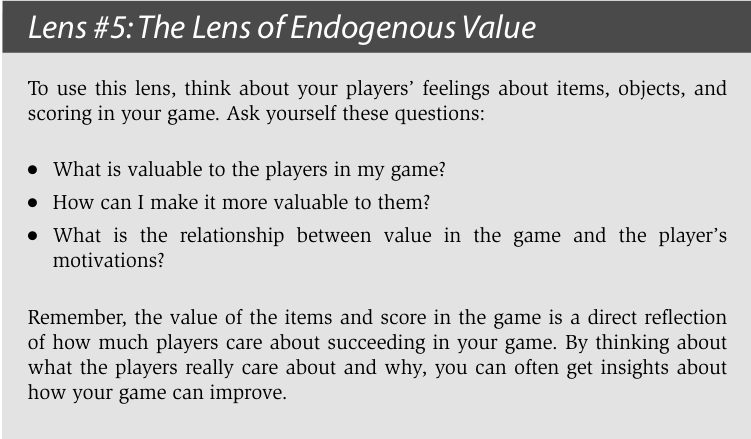 Lens #5: The Lens of Endogenous Value
To use this lens, think about your players’ feelings about items, objects, and
scoring in your game. Ask yourself these questions:
● What is valuable to the players in my game?
● How can I make it more valuable to them?
● What is the relationship between value in the game and the player’s
motivations?
Remember, the value of the items and score in the game is a direct reflection
of how much players care about succeeding in your game. By thinking about
what the players really care about and why, you can often get insights about
how your game can improve.